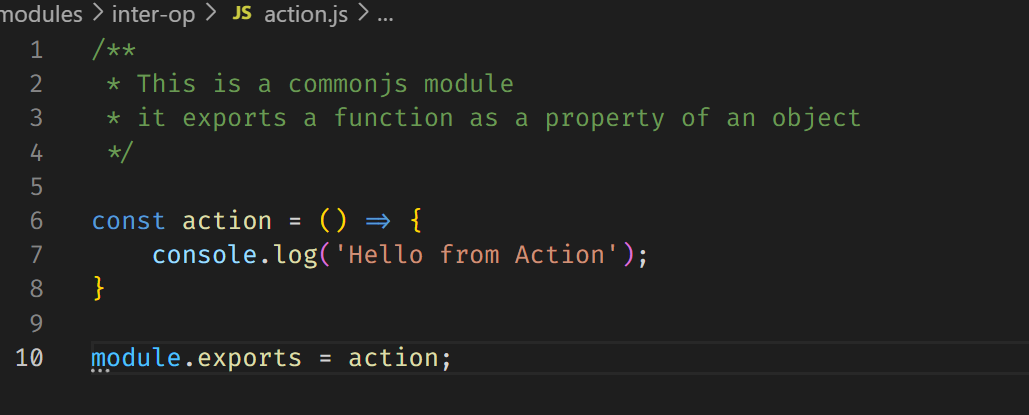 modules > inter-op > JS action.js > ...
1 /**
2  * This is a commonjs module
3  * it exports a function as a property of an object
4  */
5
6 const action = () => {
7     console.log('Hello from Action');
8 }
9
10 module.exports = action;